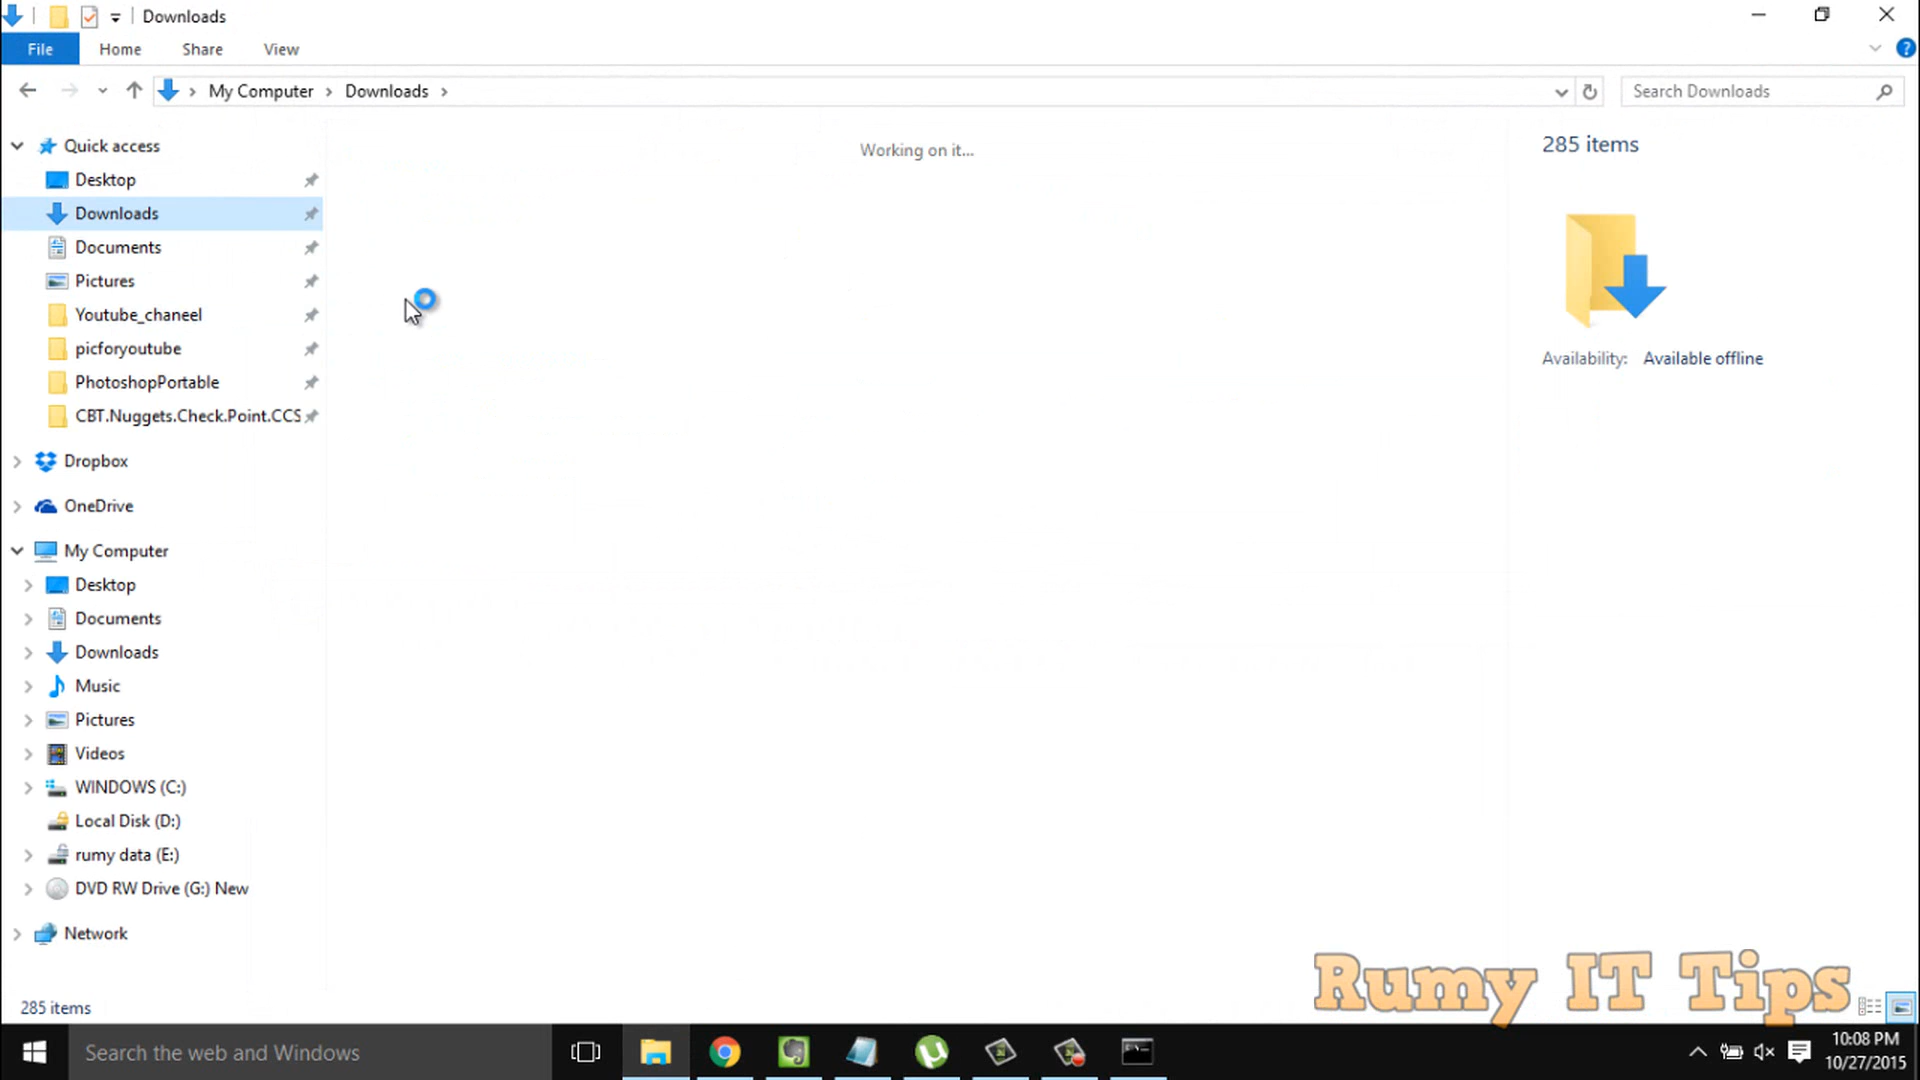 Downloads
File Home Share View
My Computer Downloads
Search Downloads
Quick access
Desktop
Downloads
Documents
Pictures
Youtube_chaneel
picforyoutube
PhotoshopPortable
CBT.Nuggets.Check.Point.CCS
Dropbox
OneDrive
My Computer
Desktop
Documents
Downloads
Music
Pictures
Videos
WINDOWS (C:)
Local Disk (D:)
rumy data (E:)
DVD RW Drive (G:) New
Network
Working on it...
285 items
Availability: Available offline
Rumy IT Tips
285 items
Search the web and Windows
10:08 PM
10/27/2015